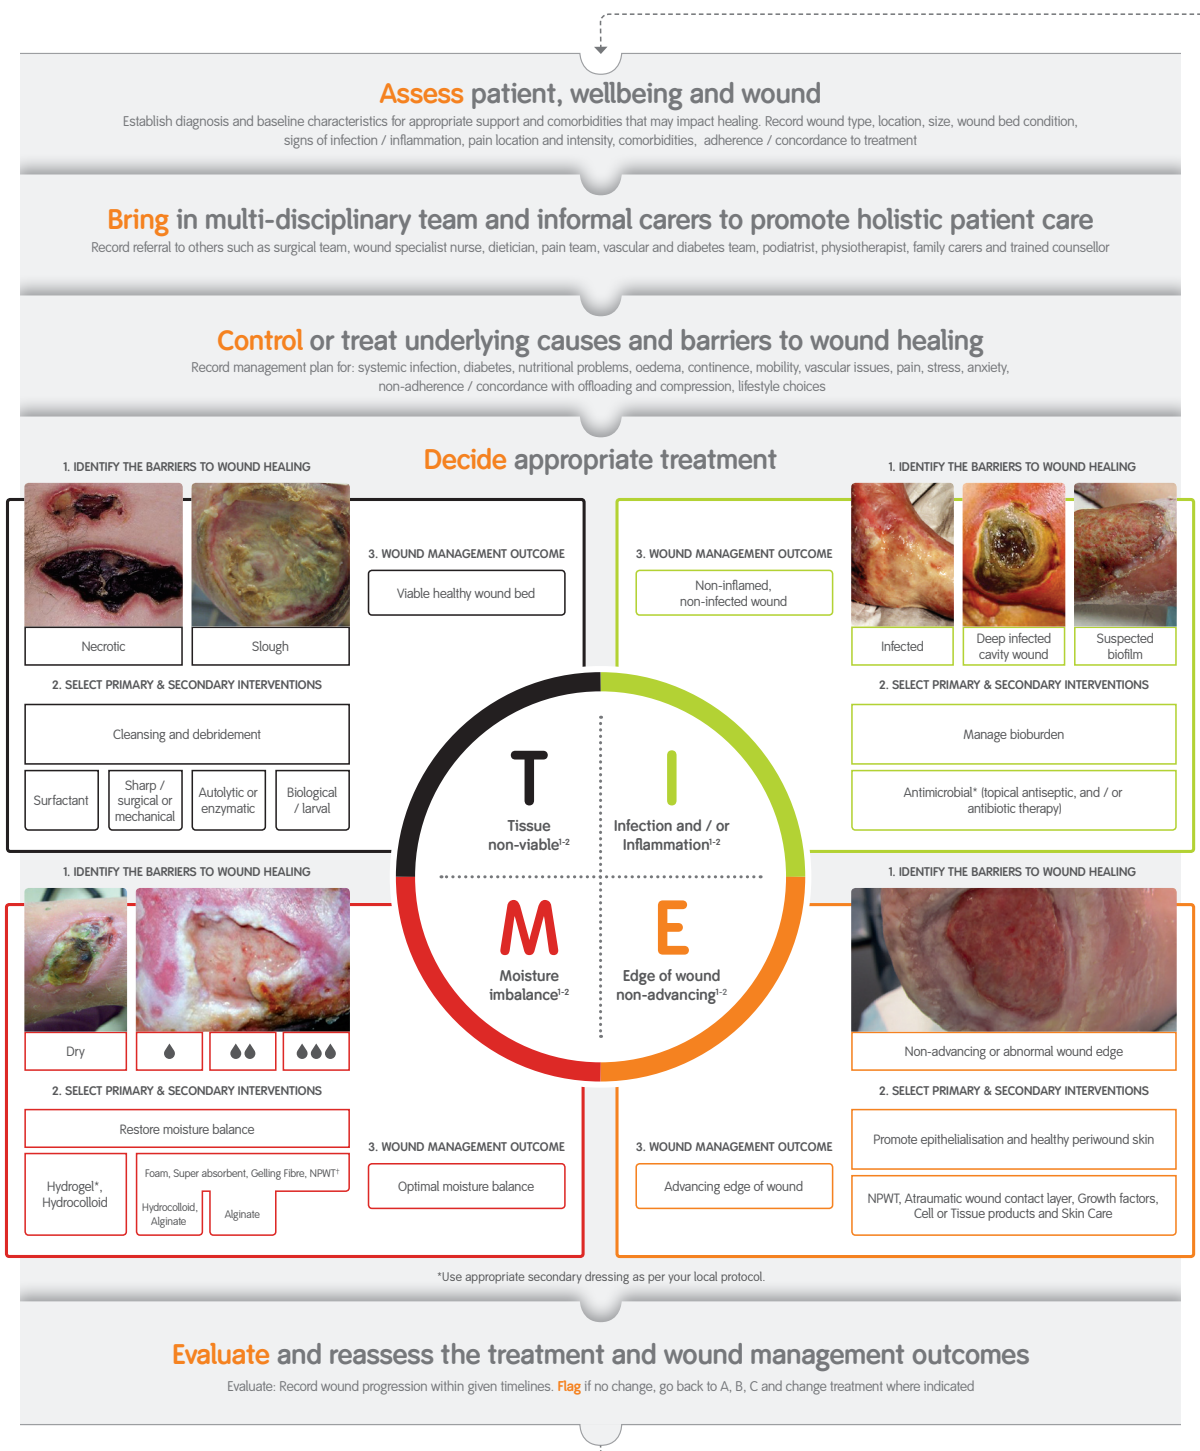 Assess patient, wellbeing and wound
Establish diagnosis and baseline characteristics for appropriate support and comorbidities that may impact healing. Record wound type, location, size, wound bed condition,
signs of infection / inflammation, pain location and intensity, comorbidities, adherence / concordance to treatment
Bring in multi-disciplinary team and informal carers to promote holistic patient care
Record referral to others such as surgical team, wound specialist nurse, dietician, pain team, vascular and diabetes team, podiatrist, physiotherapist, family carers and trained counsellor
Control or treat underlying causes and barriers to wound healing
Record management plan for: systemic infection, diabetes, nutritional problems, oedema, continence, mobility, vascular issues, pain, stress, anxiety,
non-adherence / concordance with offloading and compression, lifestyle choices
Decide appropriate treatment
1. IDENTIFY THE BARRIERS TO WOUND HEALING
Necrotic
Slough
2. SELECT PRIMARY & SECONDARY INTERVENTIONS
Cleansing and debridement
Surfactant
Sharp /
surgical or
mechanical
Autolytic or
enzymatic
Biological
/ larval
3. WOUND MANAGEMENT OUTCOME
Viable healthy wound bed
3. WOUND MANAGEMENT OUTCOME
Non-inflamed,
non-infected wound
1. IDENTIFY THE BARRIERS TO WOUND HEALING
Infected
Deep infected
cavity wound
Suspected
biofilm
2. SELECT PRIMARY & SECONDARY INTERVENTIONS
Manage bioburden
Antimicrobial* (topical antiseptic, and / or
antibiotic therapy)
T
Tissue
non-viable¹⁻²
I
Infection and / or
Inflammation¹⁻²
M
Moisture
imbalance¹⁻²
E
Edge of wound
non-advancing¹⁻²
1. IDENTIFY THE BARRIERS TO WOUND HEALING
Dry
2. SELECT PRIMARY & SECONDARY INTERVENTIONS
Restore moisture balance
Hydrogel*,
Hydrocolloid
Foam, Super absorbent, Gelling Fibre, NPWT†
Hydrocolloid,
Alginate
Alginate
3. WOUND MANAGEMENT OUTCOME
Optimal moisture balance
3. WOUND MANAGEMENT OUTCOME
Advancing edge of wound
1. IDENTIFY THE BARRIERS TO WOUND HEALING
Non-advancing or abnormal wound edge
2. SELECT PRIMARY & SECONDARY INTERVENTIONS
Promote epithelialisation and healthy periwound skin
NPWT, Atraumatic wound contact layer, Growth factors,
Cell or Tissue products and Skin Care
*Use appropriate secondary dressing as per your local protocol.
Evaluate and reassess the treatment and wound management outcomes
Evaluate: Record wound progression within given timelines. Flag if no change, go back to A, B, C and change treatment where indicated